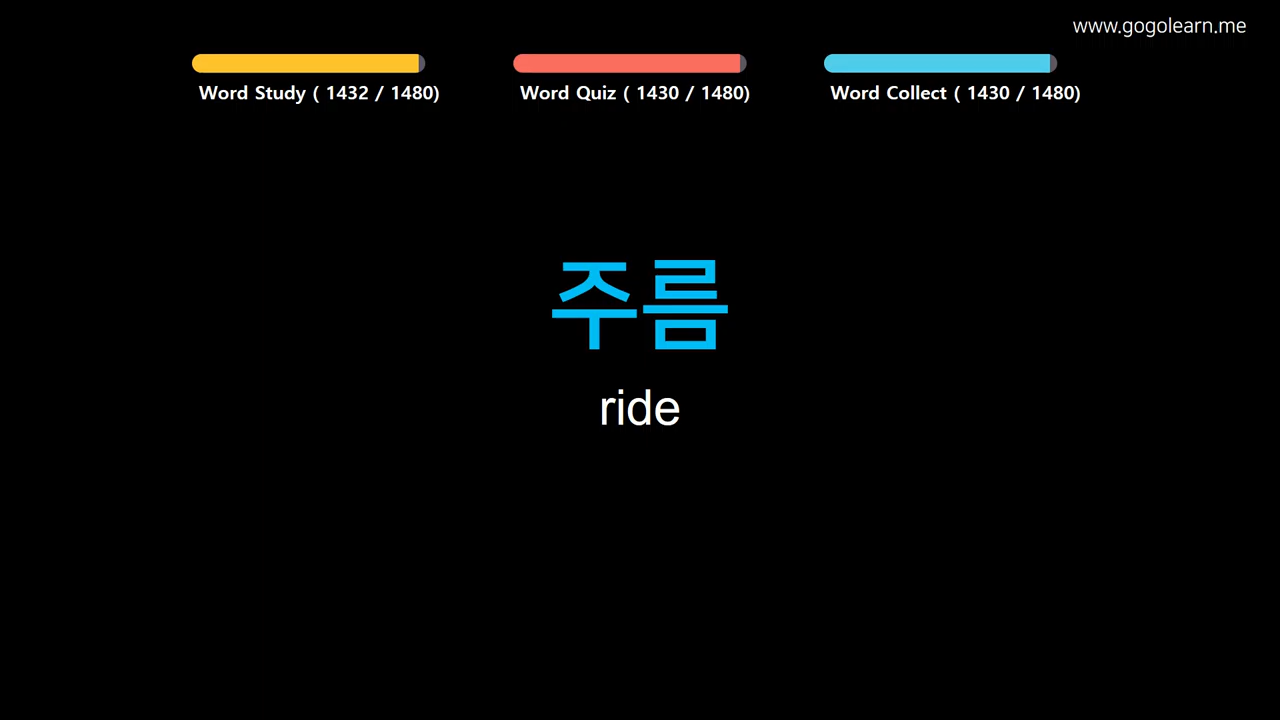 www.gogolearn.me
Word Study ( 1432 / 1480)
Word Quiz ( 1430 / 1480)
Word Collect ( 1430 / 1480)
주름
ride